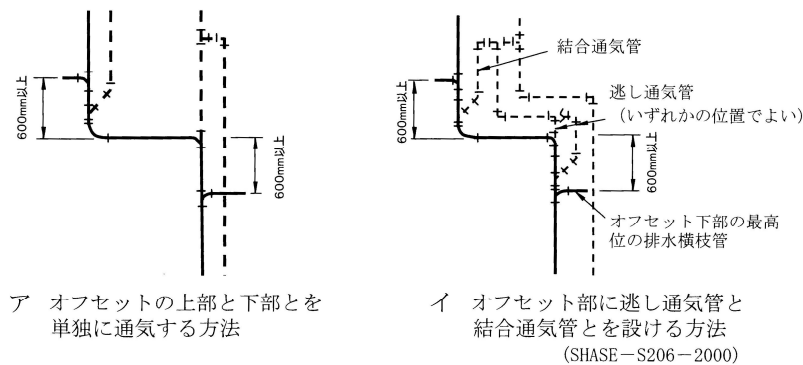 600mm以上
600mm以上
ア オフセットの上部と下部とを
単独に通気する方法
結合通気管
逃し通気管
（いずれかの位置でよい）
600mm以上
600mm以上
オフセット下部の最高
位の排水横枝管
イ オフセット部に逃し通気管と
結合通気管とを設ける方法
(SHASE－S206－2000)